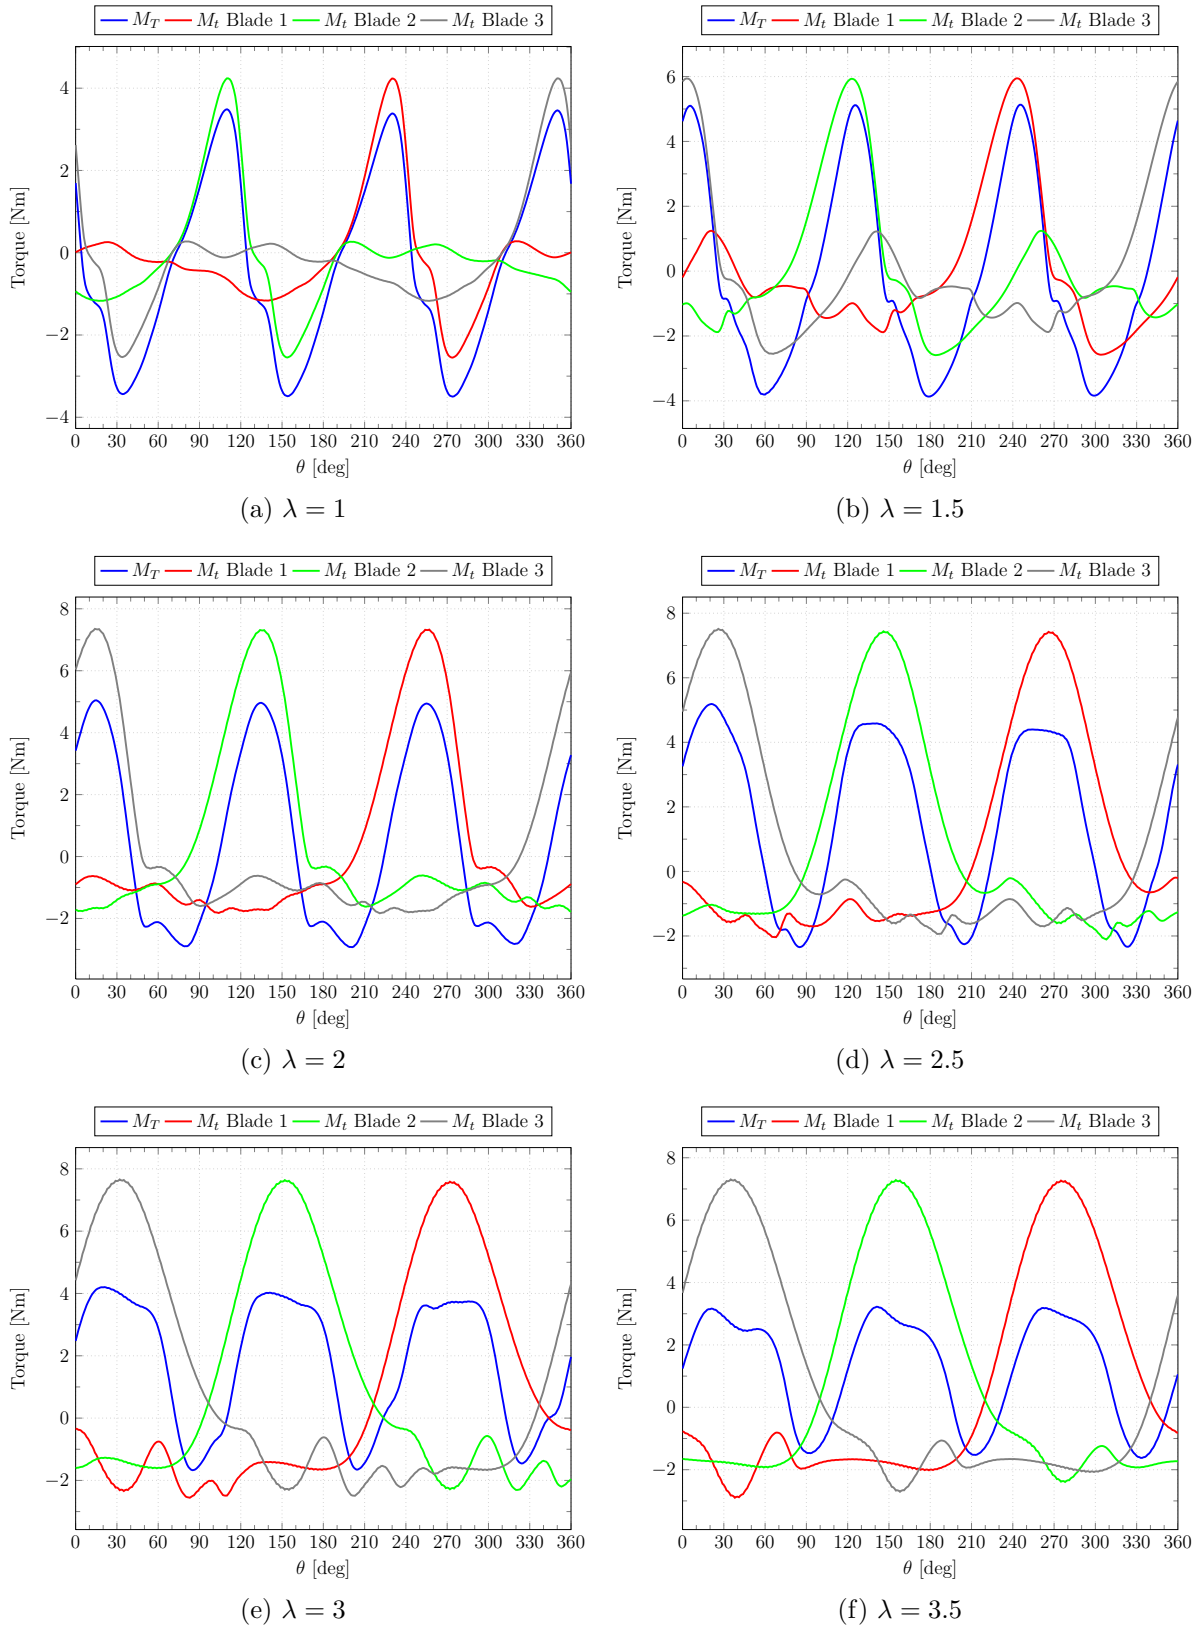 M_T M_t Blade 1 M_t Blade 2 M_t Blade 3
4
2
0
−2
−4
Torque [Nm]
0 30 60 90 120 150 180 210 240 270 300 330 360
θ [deg]
(a) λ = 1
M_T M_t Blade 1 M_t Blade 2 M_t Blade 3
6
4
2
0
−2
−4
Torque [Nm]
0 30 60 90 120 150 180 210 240 270 300 330 360
θ [deg]
(b) λ = 1.5
M_T M_t Blade 1 M_t Blade 2 M_t Blade 3
8
6
4
2
0
−2
Torque [Nm]
0 30 60 90 120 150 180 210 240 270 300 330 360
θ [deg]
(c) λ = 2
M_T M_t Blade 1 M_t Blade 2 M_t Blade 3
8
6
4
2
0
−2
Torque [Nm]
0 30 60 90 120 150 180 210 240 270 300 330 360
θ [deg]
(d) λ = 2.5
M_T M_t Blade 1 M_t Blade 2 M_t Blade 3
8
6
4
2
0
−2
Torque [Nm]
0 30 60 90 120 150 180 210 240 270 300 330 360
θ [deg]
(e) λ = 3
M_T M_t Blade 1 M_t Blade 2 M_t Blade 3
8
6
4
2
0
−2
Torque [Nm]
0 30 60 90 120 150 180 210 240 270 300 330 360
θ [deg]
(f) λ = 3.5